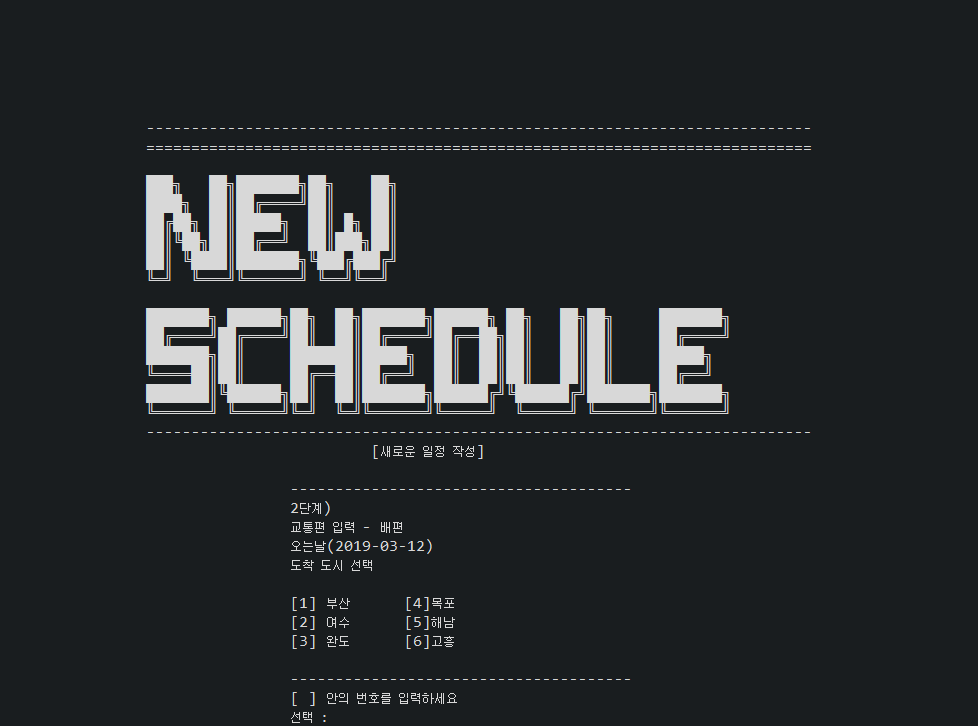 --------------------------------------------------------------------------
==========================================================================
NEW
SCHEDULE
--------------------------------------------------------------------------
[새로운 일정 작성]
--------------------------------------
2단계)
교통편 입력 - 배편
오는날(2019-03-12)
도착 도시 선택
[1] 부산 [4]목포
[2] 여수 [5]해남
[3] 완도 [6]고흥
--------------------------------------
[ ] 안의 번호를 입력하세요
선택 :